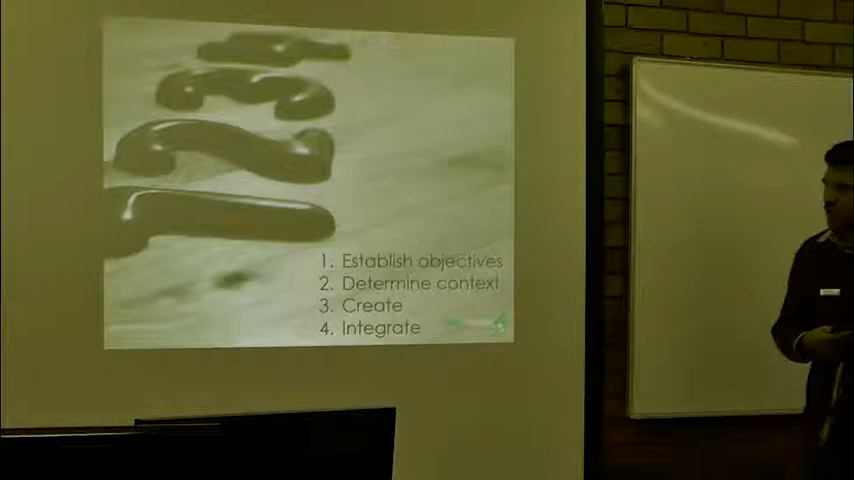 1. Establish objectives
2. Determine context
3. Create
4. Integrate